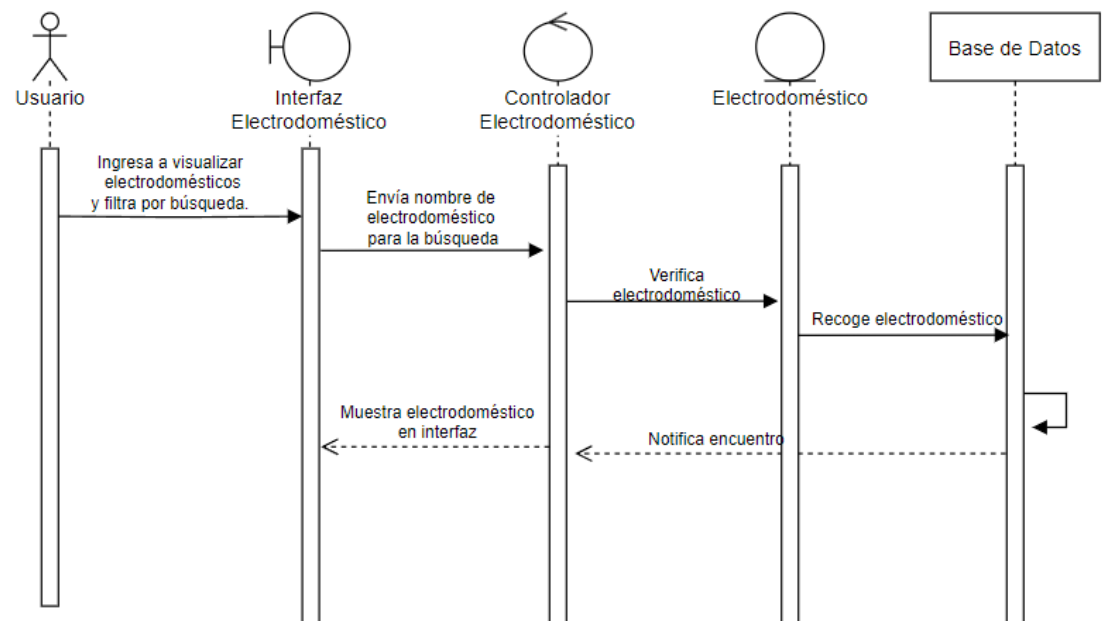 Usuario
Interfaz
Electrodoméstico
Controlador
Electrodoméstico
Electrodoméstico
Base de Datos
Ingresa a visualizar
electrodomésticos
y filtra por búsqueda.
Envía nombre de
electrodoméstico
para la búsqueda
Verifica
electrodoméstico
Recoge electrodoméstico
Muestra electrodoméstico
en interfaz
Notifica encuentro